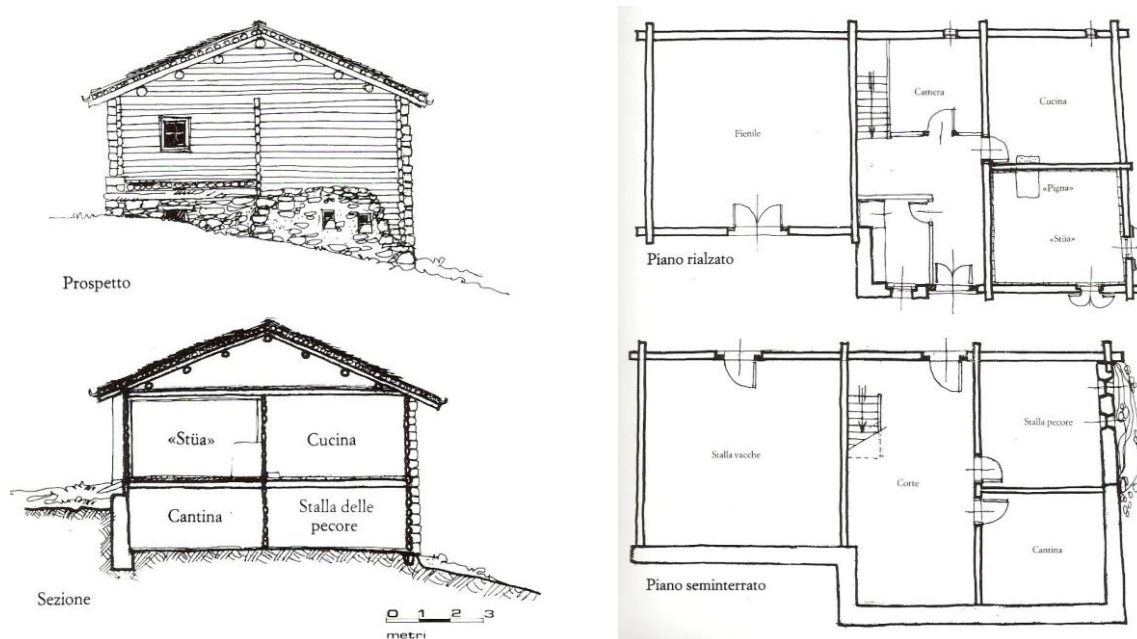 Prospetto
«Stüa»
Cucina
Cantina
Stalla delle
pecore
Sezione
0 1 2 3
metri
Camera
Cucina
Fienile
«Pigna»
«Stüa»
Piano rialzato
Stalla pecore
Stalla vacche
Corte
Cantina
Piano seminterrato